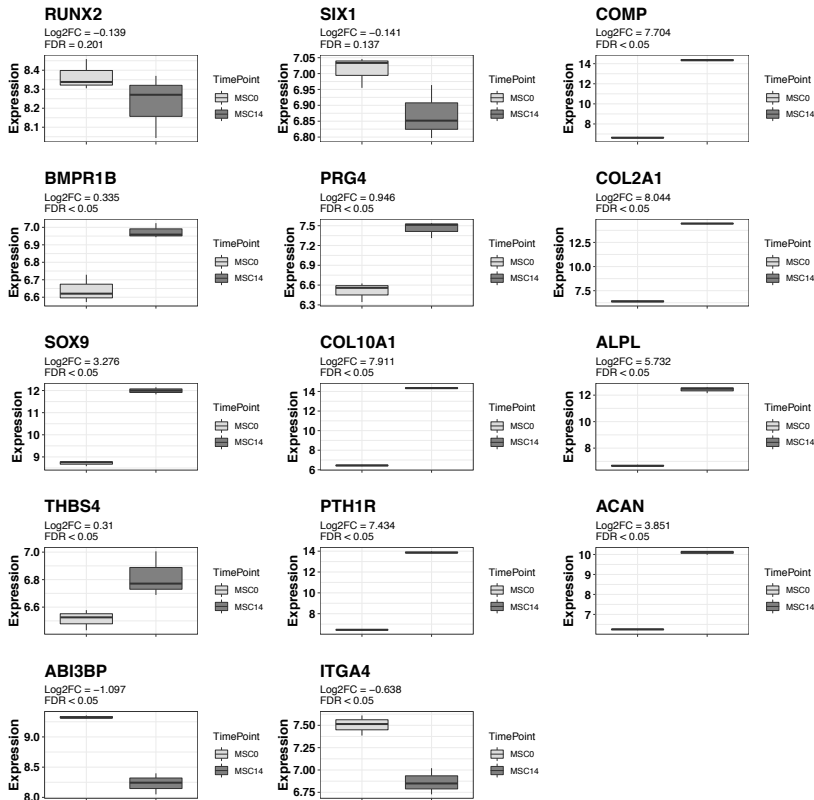 RUNX2
Log2FC = −0.139
FDR = 0.201
Expression
8.4
8.3
8.2
8.1
TimePoint
MSC0
MSC14
SIX1
Log2FC = −0.141
FDR = 0.137
Expression
7.05
7.00
6.95
6.90
6.85
6.80
TimePoint
MSC0
MSC14
COMP
Log2FC = 7.704
FDR < 0.05
Expression
14
12
10
8
TimePoint
MSC0
MSC14
BMPR1B
Log2FC = 0.335
FDR < 0.05
Expression
7.0
6.9
6.8
6.7
6.6
TimePoint
MSC0
MSC14
PRG4
Log2FC = 0.946
FDR < 0.05
Expression
7.5
7.2
6.9
6.6
6.3
TimePoint
MSC0
MSC14
COL2A1
Log2FC = 8.044
FDR < 0.05
Expression
12.5
10.0
7.5
TimePoint
MSC0
MSC14
SOX9
Log2FC = 3.276
FDR < 0.05
Expression
12
11
10
9
TimePoint
MSC0
MSC14
COL10A1
Log2FC = 7.911
FDR < 0.05
Expression
14
12
10
8
6
TimePoint
MSC0
MSC14
ALPL
Log2FC = 5.732
FDR < 0.05
Expression
12
10
8
TimePoint
MSC0
MSC14
THBS4
Log2FC = 0.31
FDR < 0.05
Expression
7.0
6.8
6.6
TimePoint
MSC0
MSC14
PTH1R
Log2FC = 7.434
FDR < 0.05
Expression
14
12
10
8
TimePoint
MSC0
MSC14
ACAN
Log2FC = 3.851
FDR < 0.05
Expression
10
9
8
7
TimePoint
MSC0
MSC14
ABI3BP
Log2FC = −1.097
FDR < 0.05
Expression
9.0
8.5
8.0
TimePoint
MSC0
MSC14
ITGA4
Log2FC = −0.638
FDR < 0.05
Expression
7.50
7.25
7.00
6.75
TimePoint
MSC0
MSC14